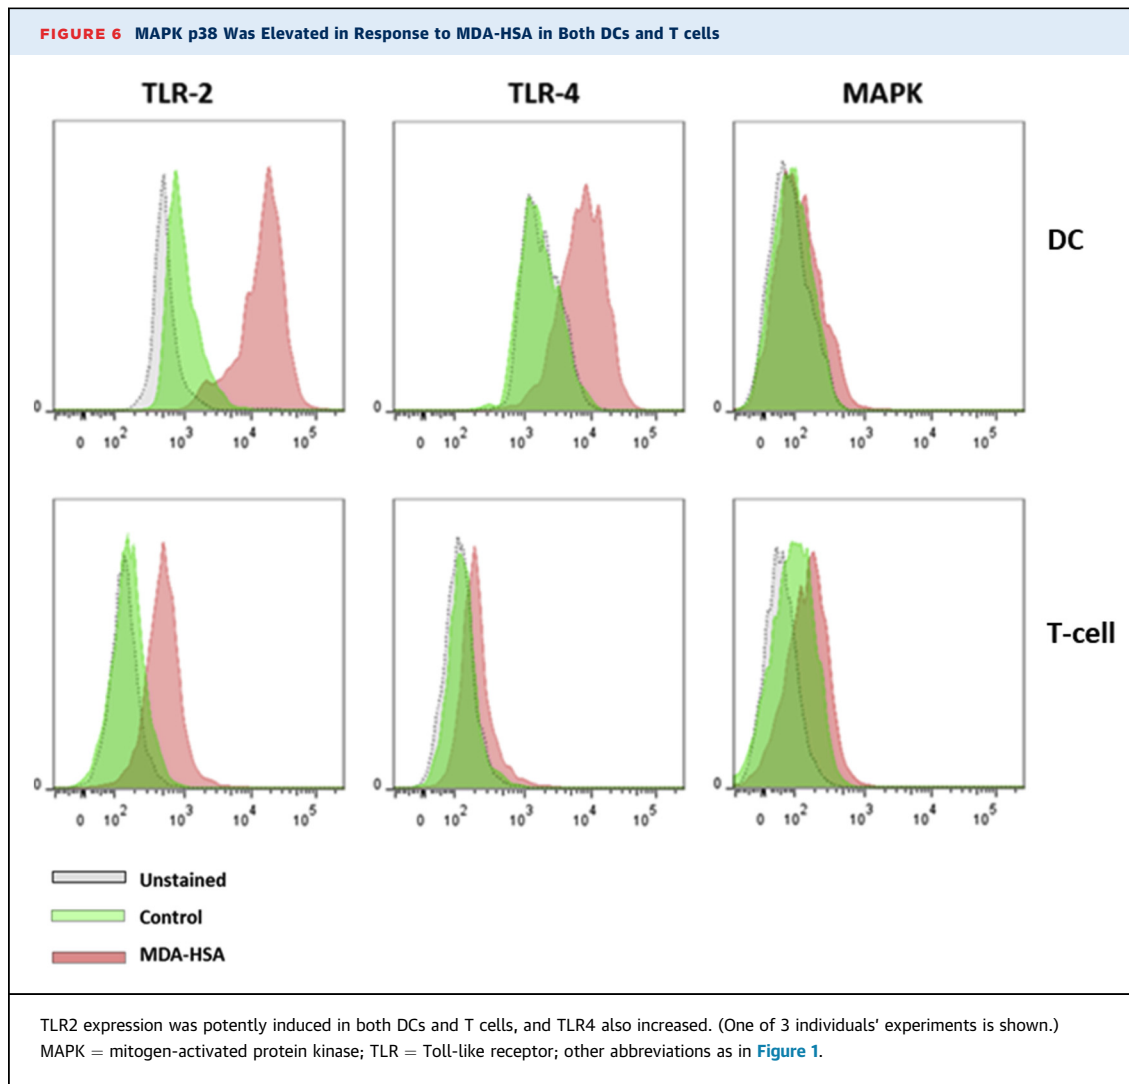 FIGURE 6 MAPK p38 Was Elevated in Response to MDA-HSA in Both DCs and T cells
TLR-2 TLR-4 MAPK
DC
0 0 0
0 10² 10³ 10⁴ 10⁵ 0 10² 10³ 10⁴ 10⁵ 0 10² 10³ 10⁴ 10⁵
T-cell
0 0 0
0 10² 10³ 10⁴ 10⁵ 0 10² 10³ 10⁴ 10⁵ 0 10² 10³ 10⁴ 10⁵
Unstained
Control
MDA-HSA
TLR2 expression was potently induced in both DCs and T cells, and TLR4 also increased. (One of 3 individuals’ experiments is shown.)
MAPK = mitogen-activated protein kinase; TLR = Toll-like receptor; other abbreviations as in Figure 1.